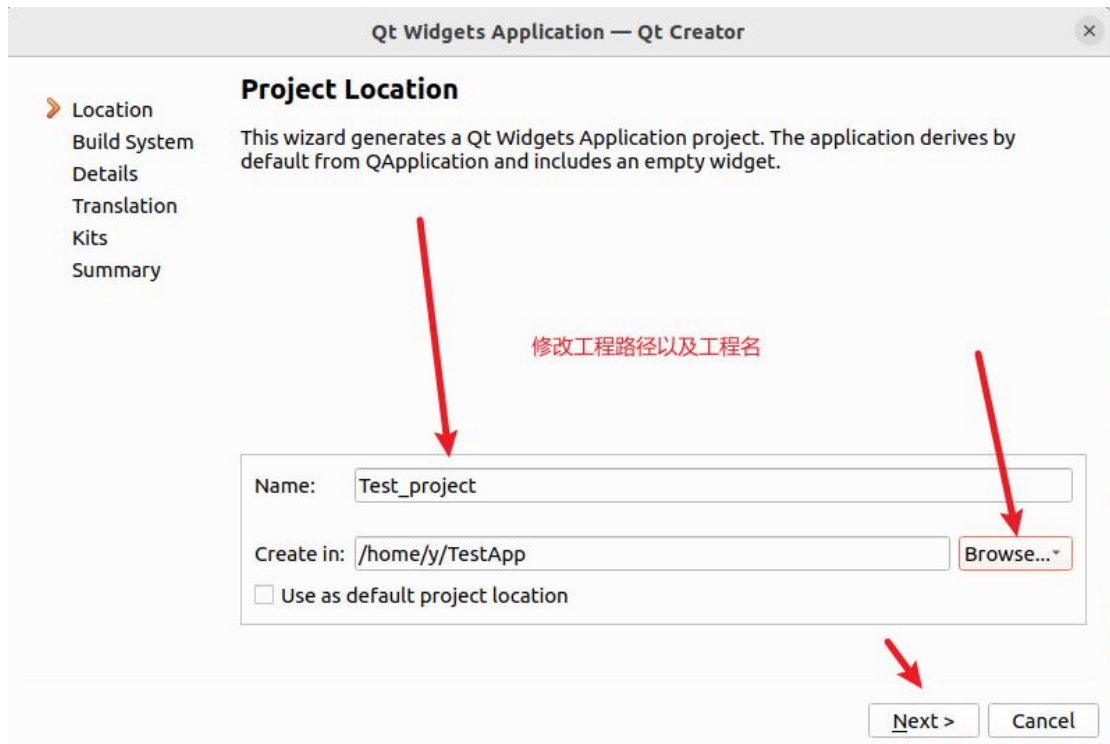 Qt Widgets Application — Qt Creator
Location
Build System
Details
Translation
Kits
Summary
Project Location
This wizard generates a Qt Widgets Application project. The application derives by
default from QApplication and includes an empty widget.
修改工程路径以及工程名
Name: Test_project
Create in: /home/y/TestApp Browse...
Use as default project location
Next > Cancel